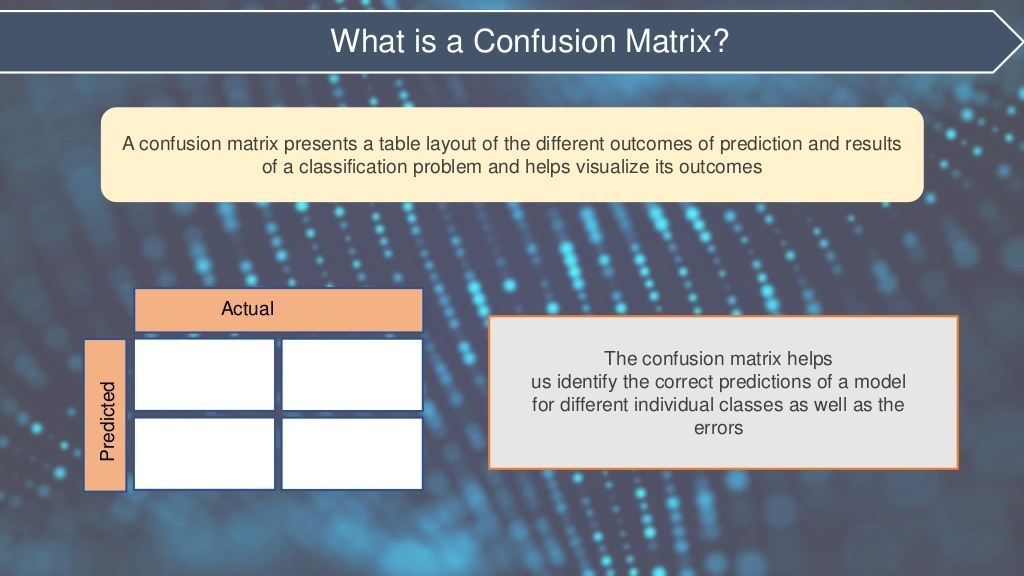 What is a Confusion Matrix?
A confusion matrix presents a table layout of the different outcomes of prediction and results
of a classification problem and helps visualize its outcomes
Actual
Predicted
The confusion matrix helps
us identify the correct predictions of a model
for different individual classes as well as the
errors